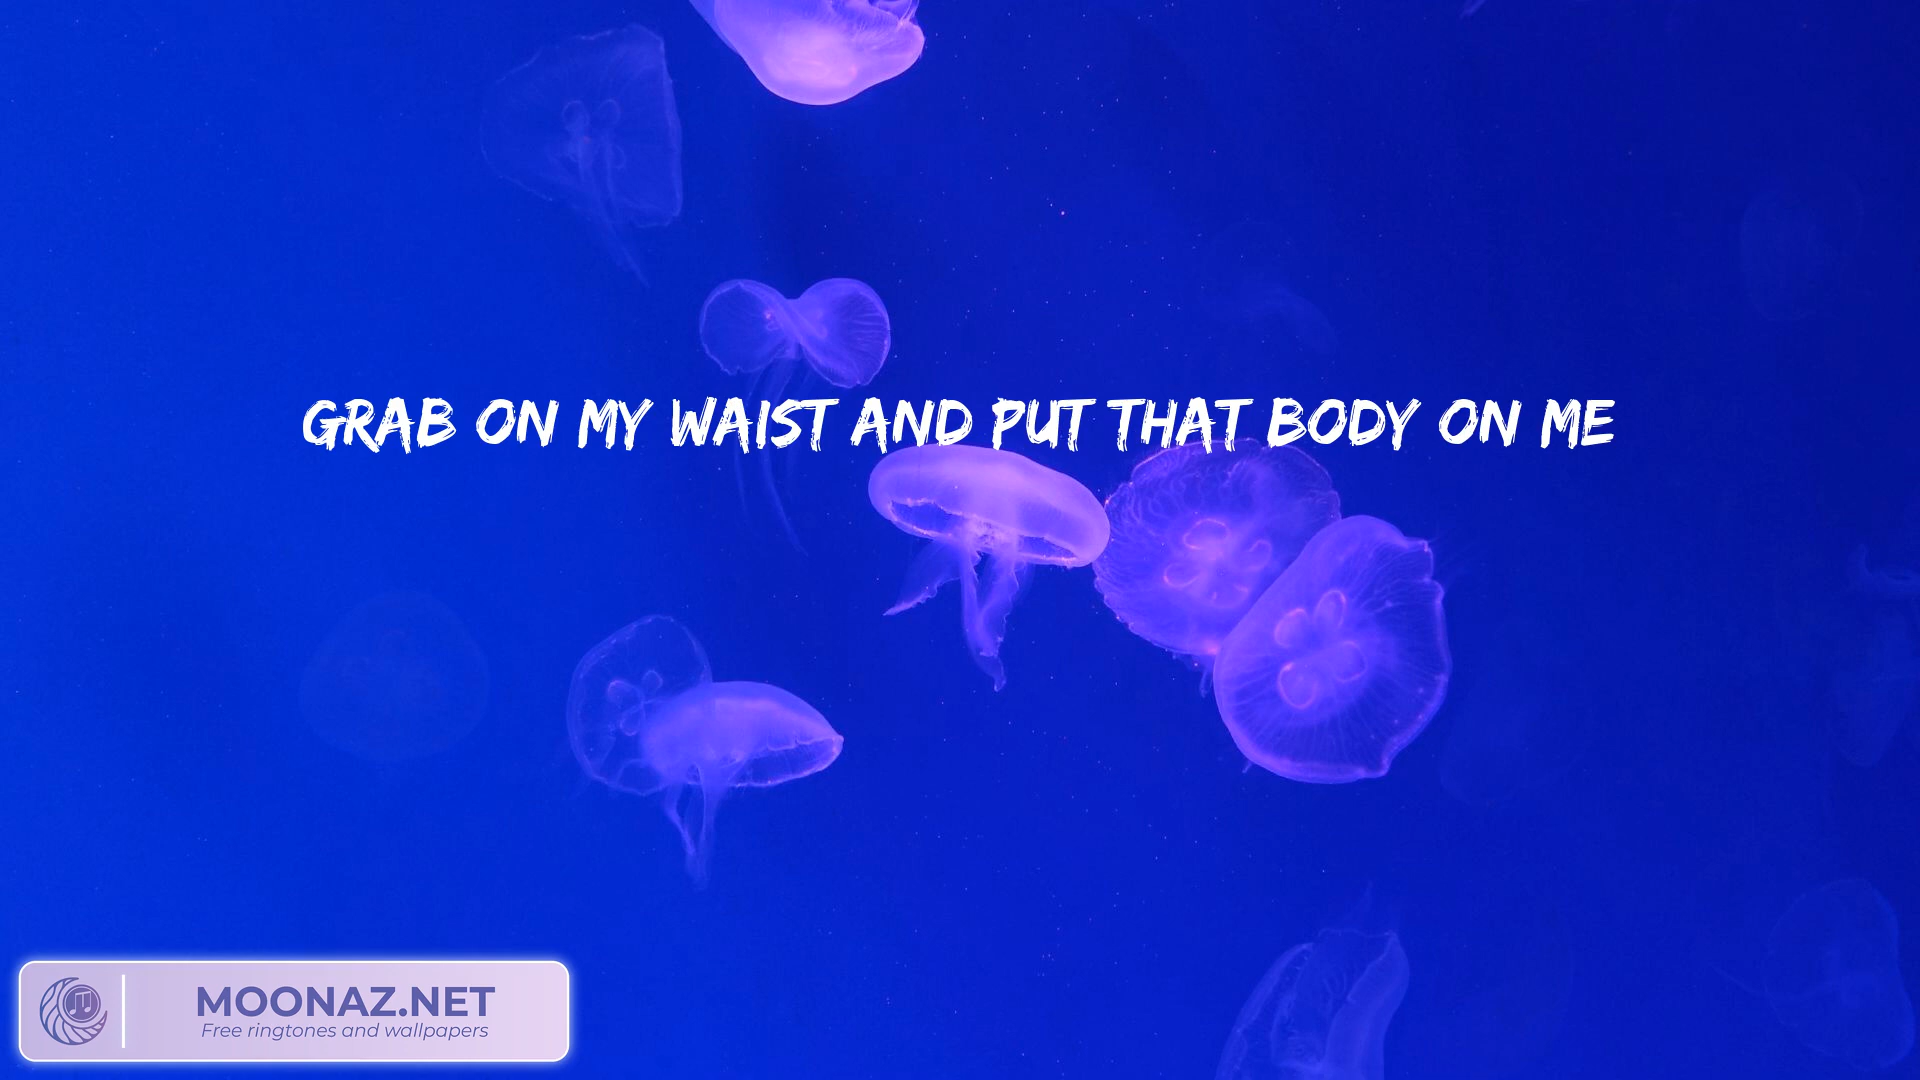 GRAB ON MY WAIST AND PUT THAT BODY ON ME
MOONAZ.NET
Free ringtones and wallpapers